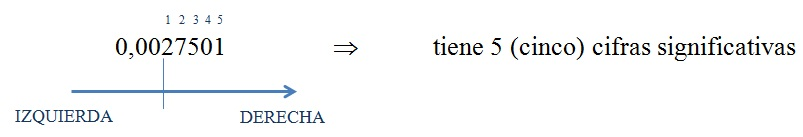 1 2 3 4 5
0,0027501 ⇒ tiene 5 (cinco) cifras significativas
IZQUIERDA DERECHA